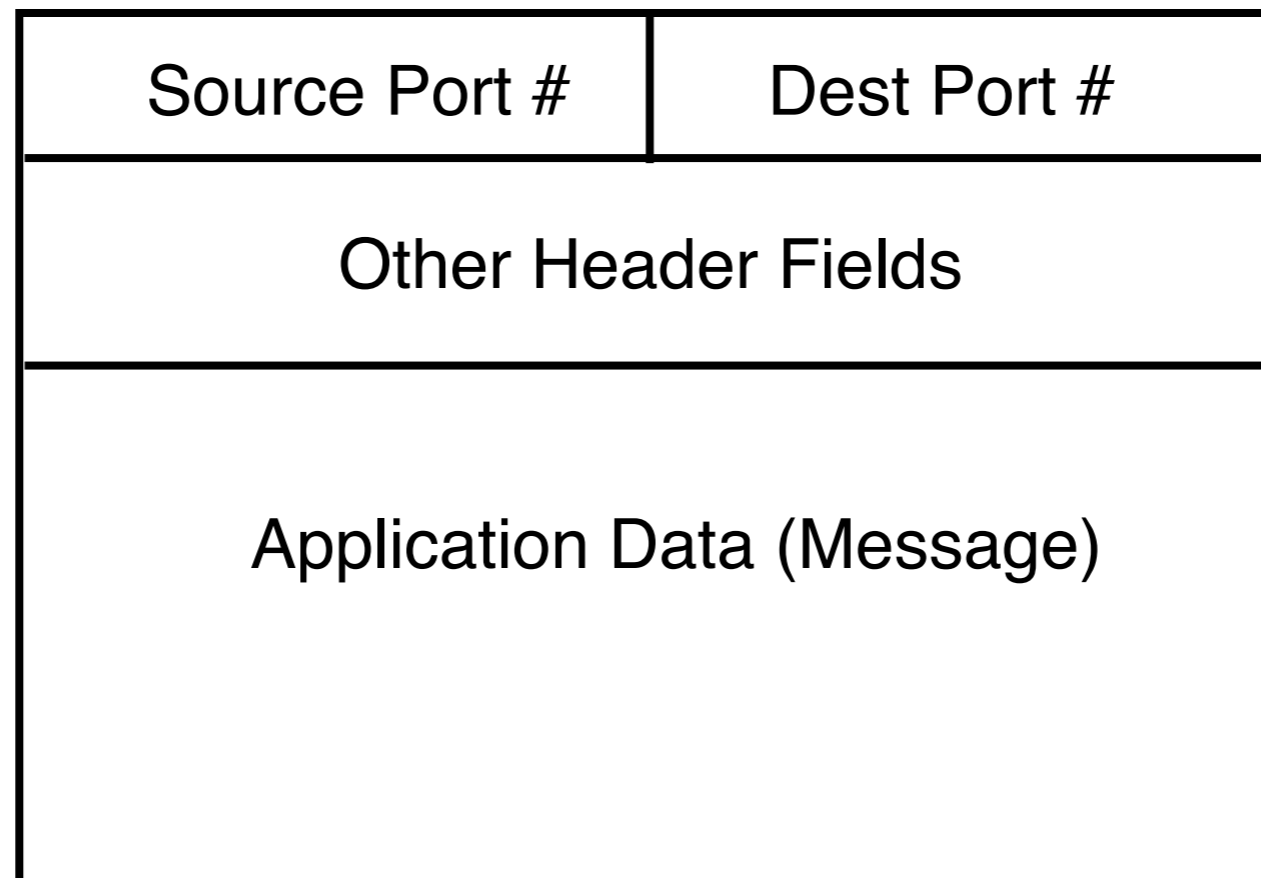 Source Port #
Dest Port #
Other Header Fields
Application Data (Message)